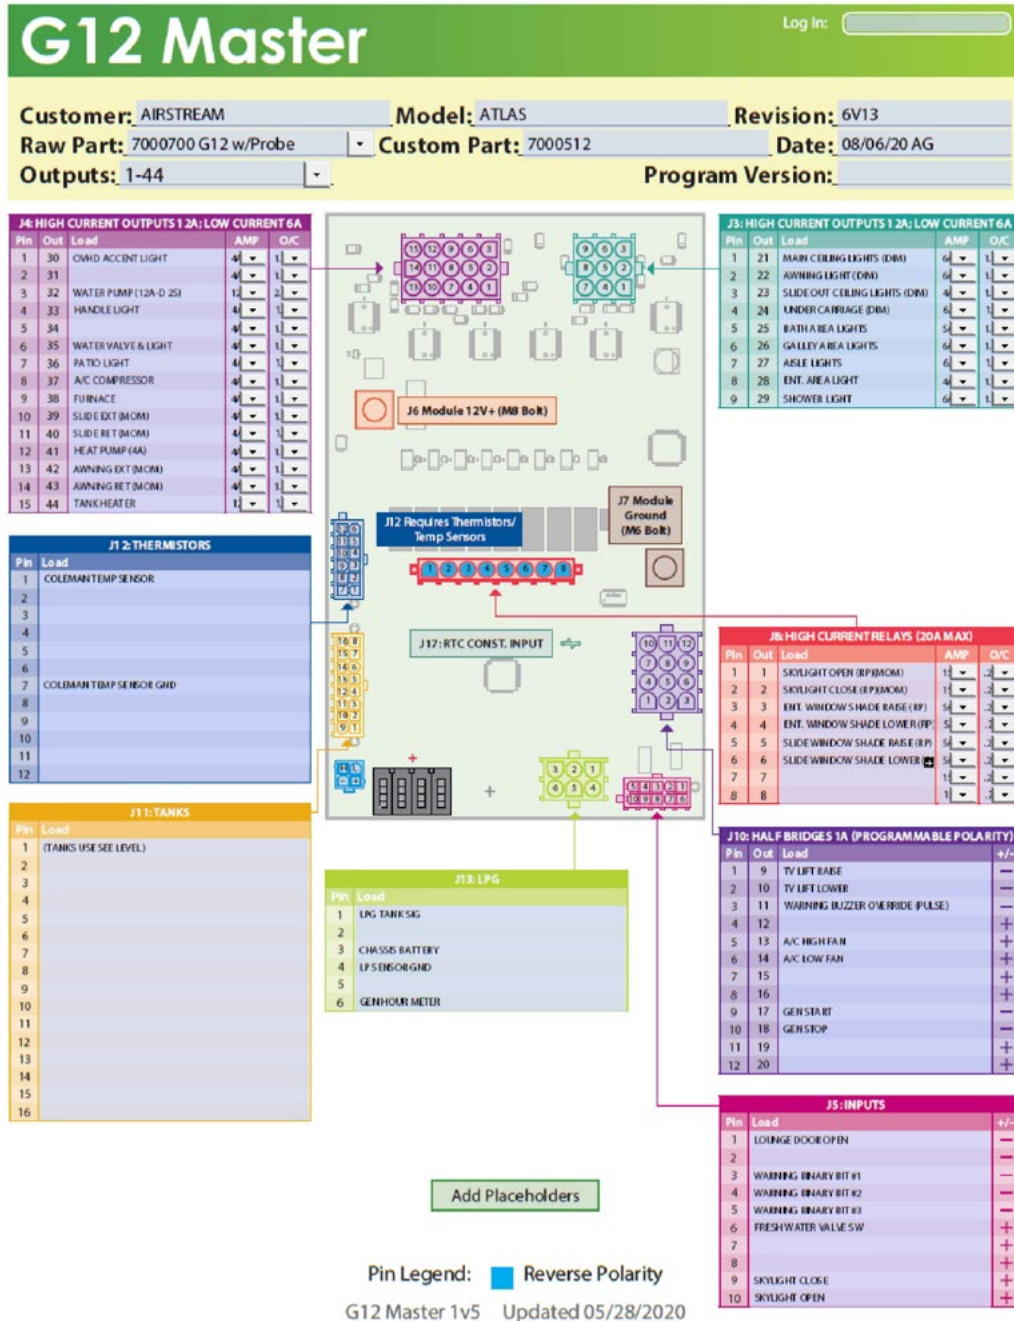 G12 Master
Log In:
Customer: AIRSTREAM Model: ATLAS Revision: 6V13
Raw Part: 7000700 G12 w/Probe Custom Part: 7000512 Date: 08/06/20 AG
Outputs: 1-44 Program Version:
J4: HIGH CURRENT OUTPUTS 12A; LOW CURRENT 6A
Pin Out Load AMP O/C
1 30 OVHD ACCENT LIGHT
2 31
3 32 WATER PUMP (12A-D 25)
4 33 HANDLE LIGHT
5 34
6 35 WATER VALVE & LIGHT
7 36 PATIO LIGHT
8 37 A/C COMPRESSOR
9 38 FURNACE
10 39 SLIDE EXT (MOM)
11 40 SLIDE RET (MOM)
12 41 HEAT PUMP (4A)
13 42 AWNING EXT (MOM)
14 43 AWNING RET (MOM)
15 44 TANK HEATER
J3: HIGH CURRENT OUTPUTS 12A; LOW CURRENT 6A
Pin Out Load AMP O/C
1 21 MAIN CEILING LIGHTS (DIM)
2 22 AWNING LIGHT (DIM)
3 23 SLIDE OUT CEILING LIGHTS (DIM)
4 24 UNDER CARRIAGE (DIM)
5 25 BATH AREA LIGHTS
6 26 GALLEY AREA LIGHTS
7 27 AISLE LIGHTS
8 28 ENT. AREA LIGHT
9 29 SHOWER LIGHT
J6 Module 12V+ (M8 Bolt)
J7 Module
Ground
(M6 Bolt)
J12 Requires Thermistors/
Temp Sensors
1 2 3 4 5 6 7 8
J17: RTC CONST. INPUT
J12: THERMISTORS
Pin Load
1 COLEMAN TEMP SENSOR
2
3
4
5
6
7 COLEMAN TEMP SENSOR GND
8
9
10
11
12
J8: HIGH CURRENT RELAYS (20A MAX)
Pin Out Load AMP O/C
1 1 SKYLIGHT OPEN (RP)(MOM)
2 2 SKYLIGHT CLOSE (RP)(MOM)
3 3 ENT. WINDOW SHADE RAISE (RP)
4 4 ENT. WINDOW SHADE LOWER (RP)
5 5 SLIDE WINDOW SHADE RAISE (RP)
6 6 SLIDE WINDOW SHADE LOWER
7 7
8 8
J11: TANKS
Pin Load
1 (TANKS USE SEE LEVEL)
2
3
4
5
6
7
8
9
10
11
12
13
14
15
16
J13: LPG
Pin Load
1 LPG TANK SIG
2
3 CHASSIS BATTERY
4 LP SENSOR GND
5
6 GEN HOUR METER
J10: HALF BRIDGES 1A (PROGRAMMABLE POLARITY)
Pin Out Load +/-
1 9 TV LIFT RAISE −
2 10 TV LIFT LOWER −
3 11 WARNING BUZZER OVERRIDE (PULSE) −
4 12 +
5 13 A/C HIGH FAN +
6 14 A/C LOW FAN +
7 15 +
8 16 +
9 17 GEN START −
10 18 GEN STOP −
11 19 +
12 20 +
J5: INPUTS
Pin Load +/-
1 LOUNGE DOOR OPEN −
2 −
3 WARNING BINARY BIT #1 −
4 WARNING BINARY BIT #2 −
5 WARNING BINARY BIT #3 −
6 FRESH WATER VALVE SW +
7 +
8 +
9 SKYLIGHT CLOSE +
10 SKYLIGHT OPEN +
Add Placeholders
Pin Legend: Reverse Polarity
G12 Master 1v5 Updated 05/28/2020